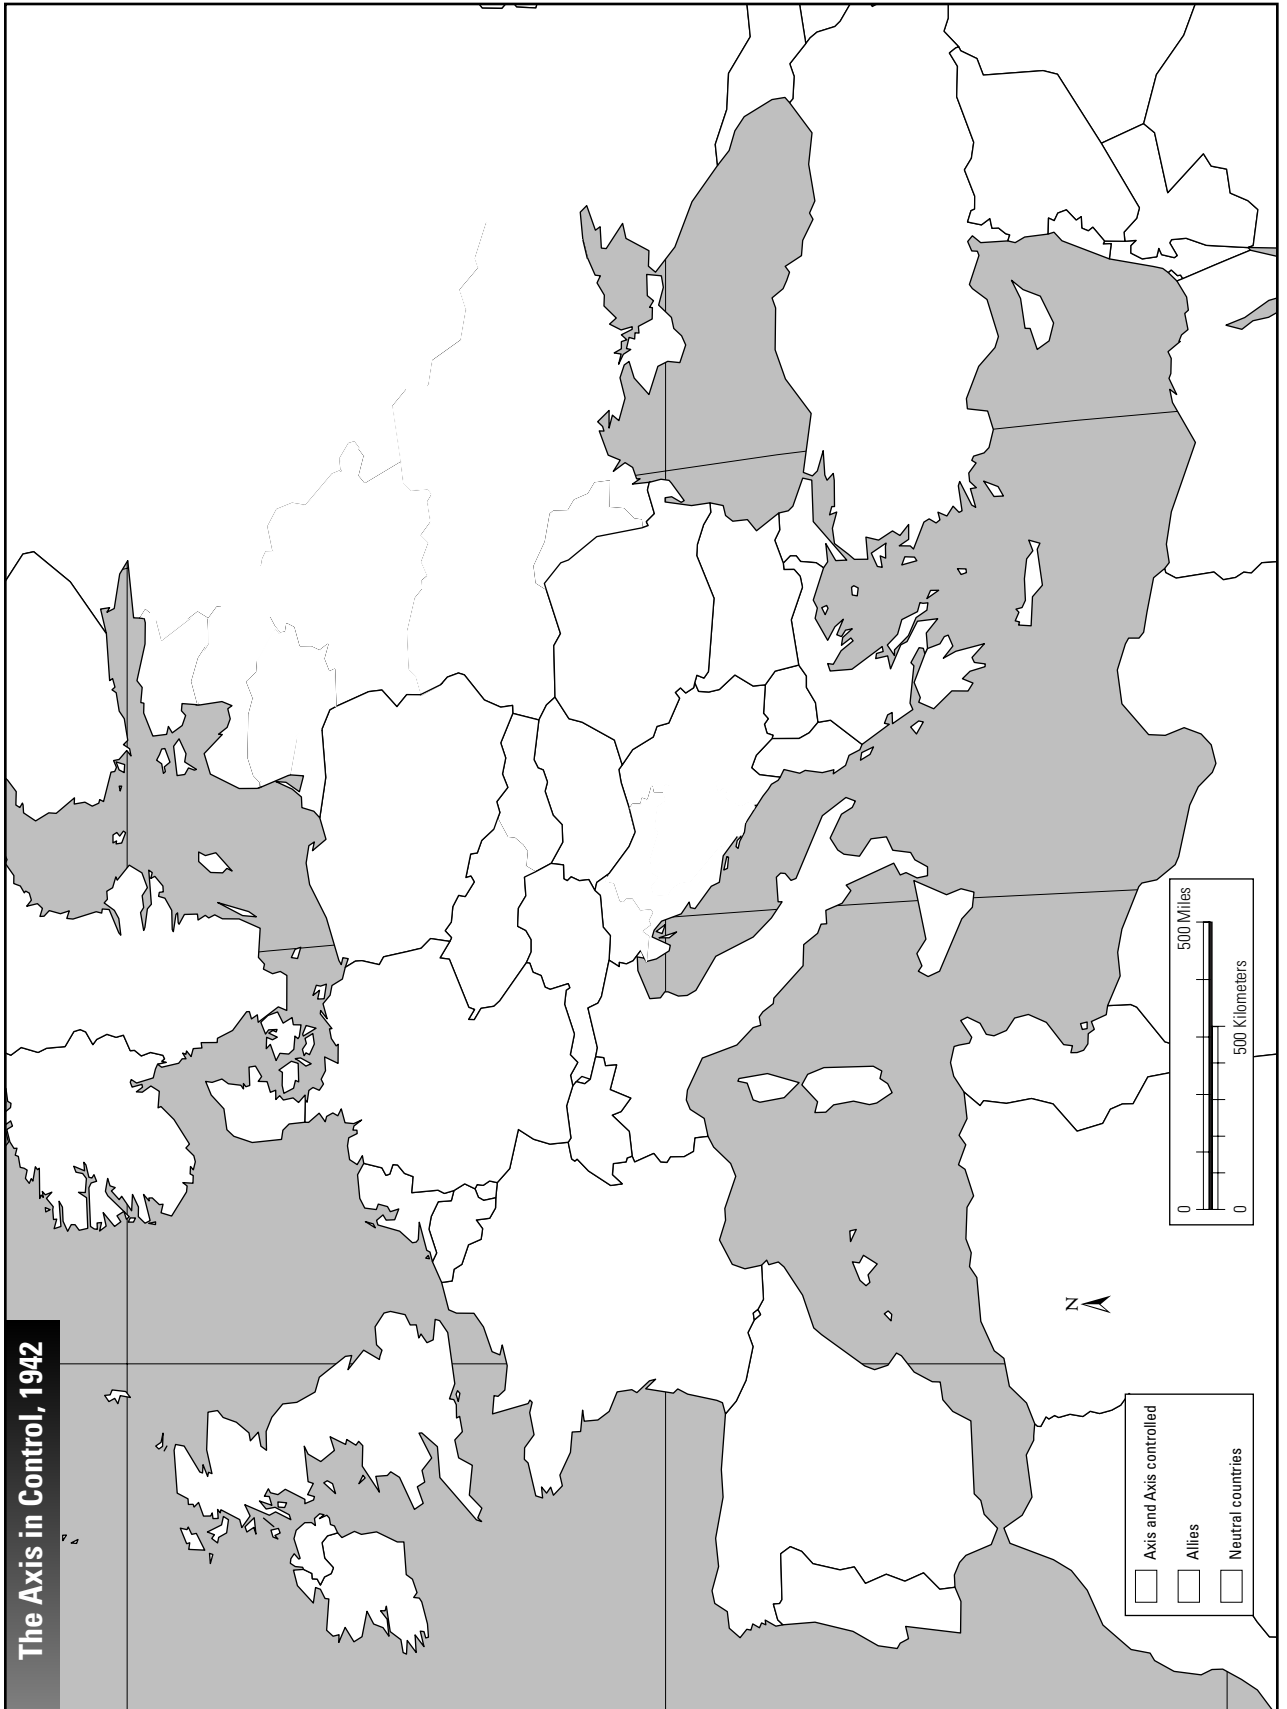 The Axis in Control, 1942
Axis and Axis controlled
Allies
Neutral countries
N
0
500 Miles
0
500 Kilometers